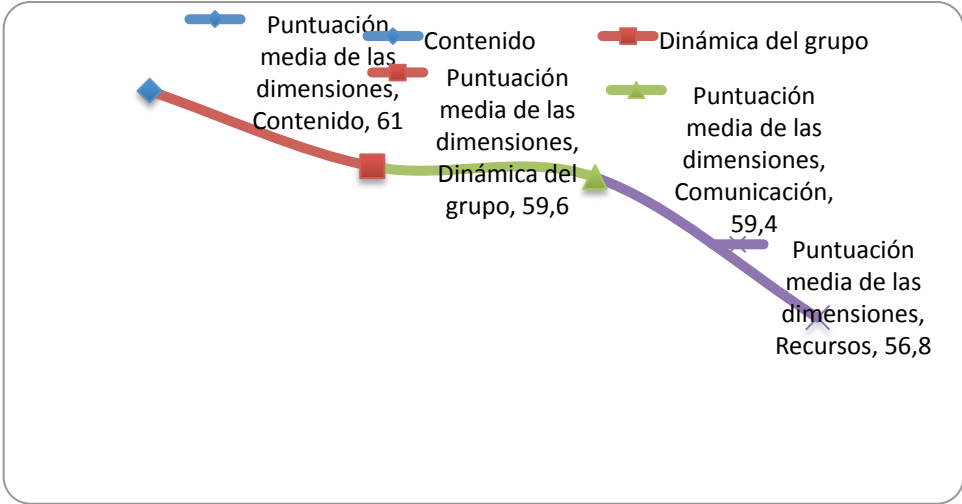 Puntuación
media de las
dimensiones,
Contenido, 61
Contenido
Dinámica del grupo
Puntuación
media de las
dimensiones,
Dinámica del
grupo, 59,6
Puntuación
media de las
dimensiones,
Comunicación,
59,4
Puntuación
media de las
dimensiones,
Recursos, 56,8